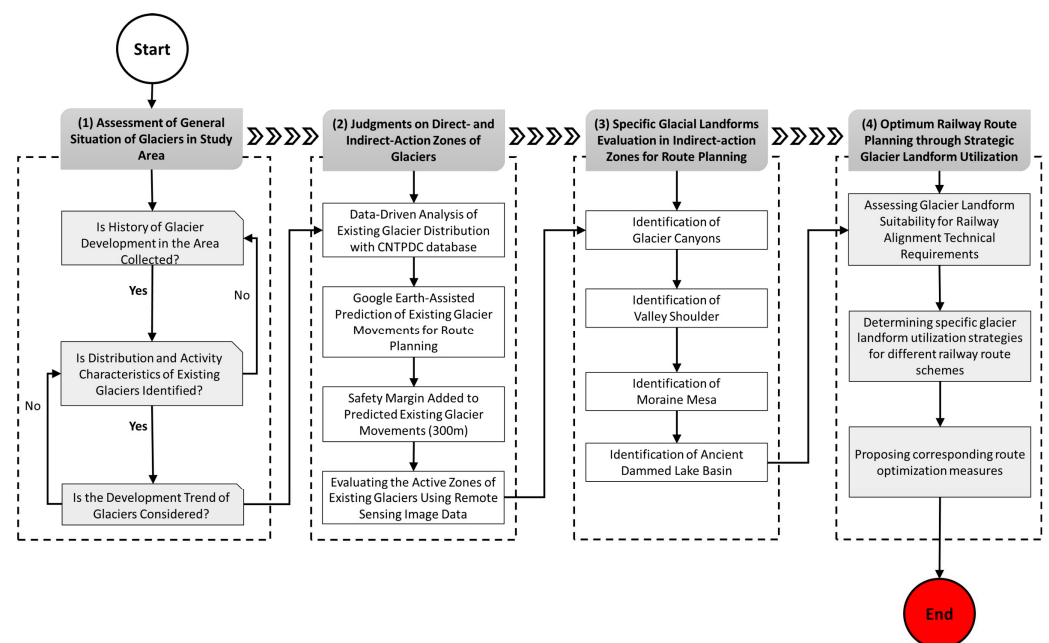 Start
(1) Assessment of General
Situation of Glaciers in Study
Area
Is History of Glacier
Development in the Area
Collected?
Yes
No
Is Distribution and Activity
Characteristics of Existing
Glaciers Identified?
No
Yes
Is the Development Trend of
Glaciers Considered?
(2) Judgments on Direct- and
Indirect-Action Zones of
Glaciers
Data-Driven Analysis of
Existing Glacier Distribution
with CNTPDC database
Google Earth-Assisted
Prediction of Existing Glacier
Movements for Route
Planning
Safety Margin Added to
Predicted Existing Glacier
Movements (300m)
Evaluating the Active Zones of
Existing Glaciers Using Remote
Sensing Image Data
(3) Specific Glacial Landforms
Evaluation in Indirect-action
Zones for Route Planning
Identification of
Glacier Canyons
Identification of
Valley Shoulder
Identification of
Moraine Mesa
Identification of Ancient
Dammed Lake Basin
(4) Optimum Railway Route
Planning through Strategic
Glacier Landform Utilization
Assessing Glacier Landform
Suitability for Railway
Alignment Technical
Requirements
Determining specific glacier
landform utilization strategies
for different railway route
schemes
Proposing corresponding route
optimization measures
End